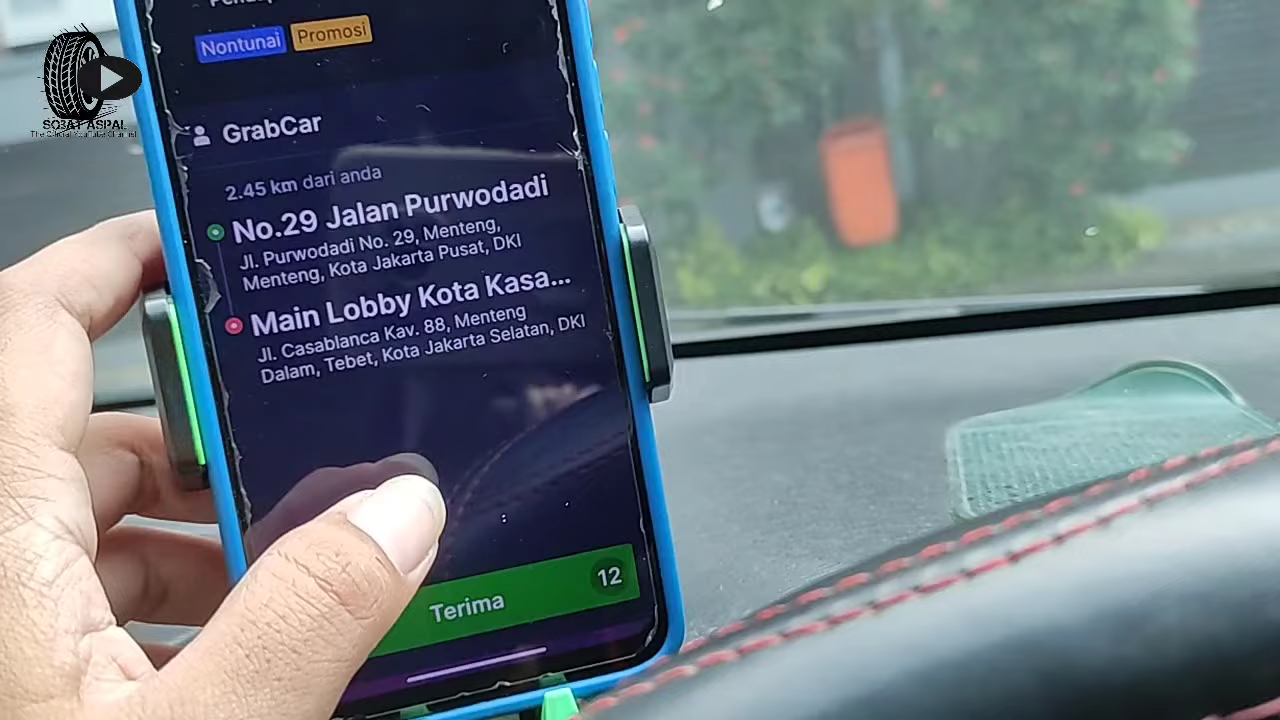 Nontunai
Promosi
GrabCar
2.45 km dari anda
No.29 Jalan Purwodadi
Jl. Purwodadi No. 29, Menteng,
Menteng, Kota Jakarta Pusat, DKI
Main Lobby Kota Kasa...
Jl. Casablanca Kav. 88, Menteng
Dalam, Tebet, Kota Jakarta Selatan, DKI
Terima
12
SOBAT ASPAL